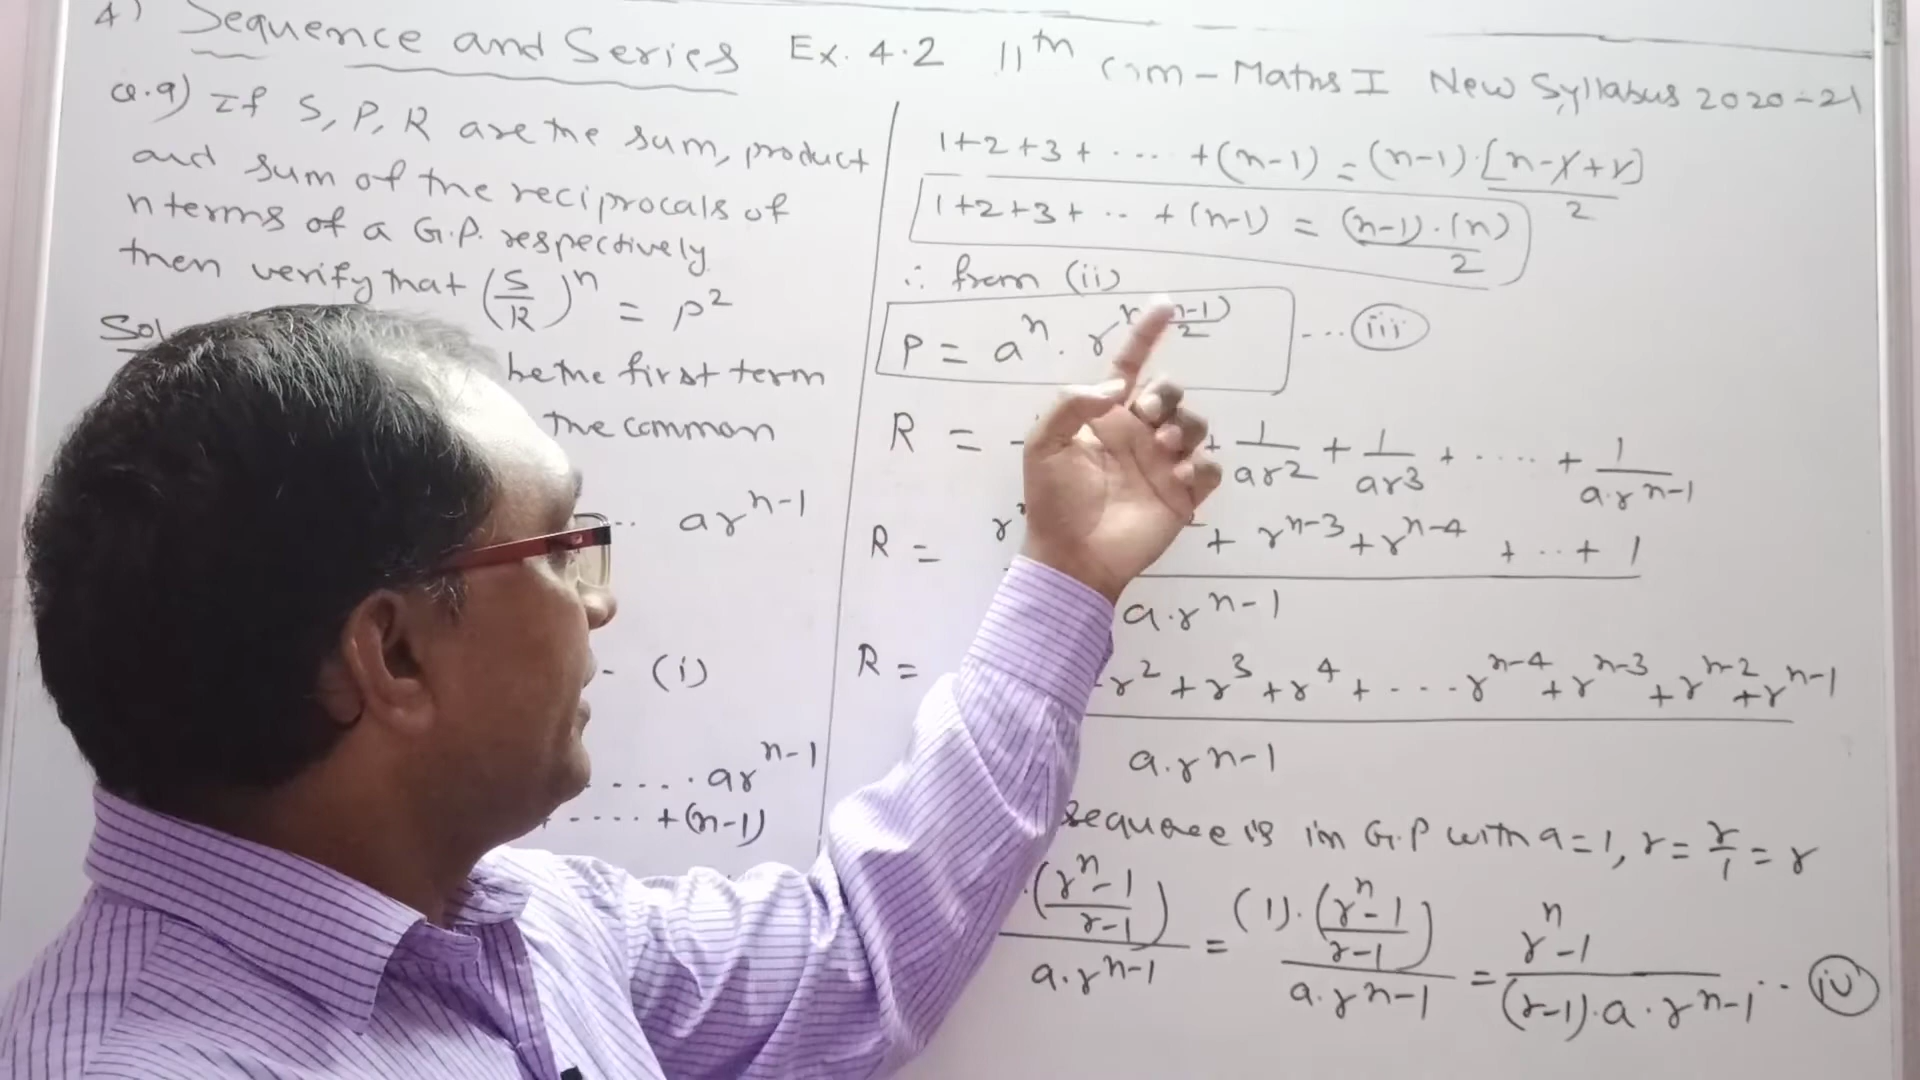 4) Sequence and Series Ex. 4.2 11th com - Maths I New Syllabus 2020-21
Q.9) If S, P, R are the sum, product
and sum of the reciprocals of
n terms of a G.P. respectively
then verify that (S/R)^n = P^2
Sol
be the first term
the common
.. ar^(n-1)
- (i)
..... ar^(n-1)
+ .... + (n-1)
1+2+3+ .... +(n-1) = (n-1).[n-1+1]/2
1+2+3+ .. +(n-1) = (n-1).(n)/2
∴ from (ii)
P = a^n . r^(n(n-1)/2) ... (iii)
R = + 1/ar^2 + 1/ar^3 + ..... + 1/a.r^(n-1)
R = + r^(n-3) + r^(n-4) + .. + 1
a.r^(n-1)
R = r^2 + r^3 + r^4 + .... r^(n-4) + r^(n-3) + r^(n-2) + r^(n-1)
a.r^(n-1)
sequence is in G.P with a=1, r = r/1 = r
.((r^n-1)/(r-1))/a.r^(n-1) = (1).((r^n-1)/(r-1))/a.r^(n-1) = (r^n-1)/((r-1).a.r^(n-1)) .. (iv)